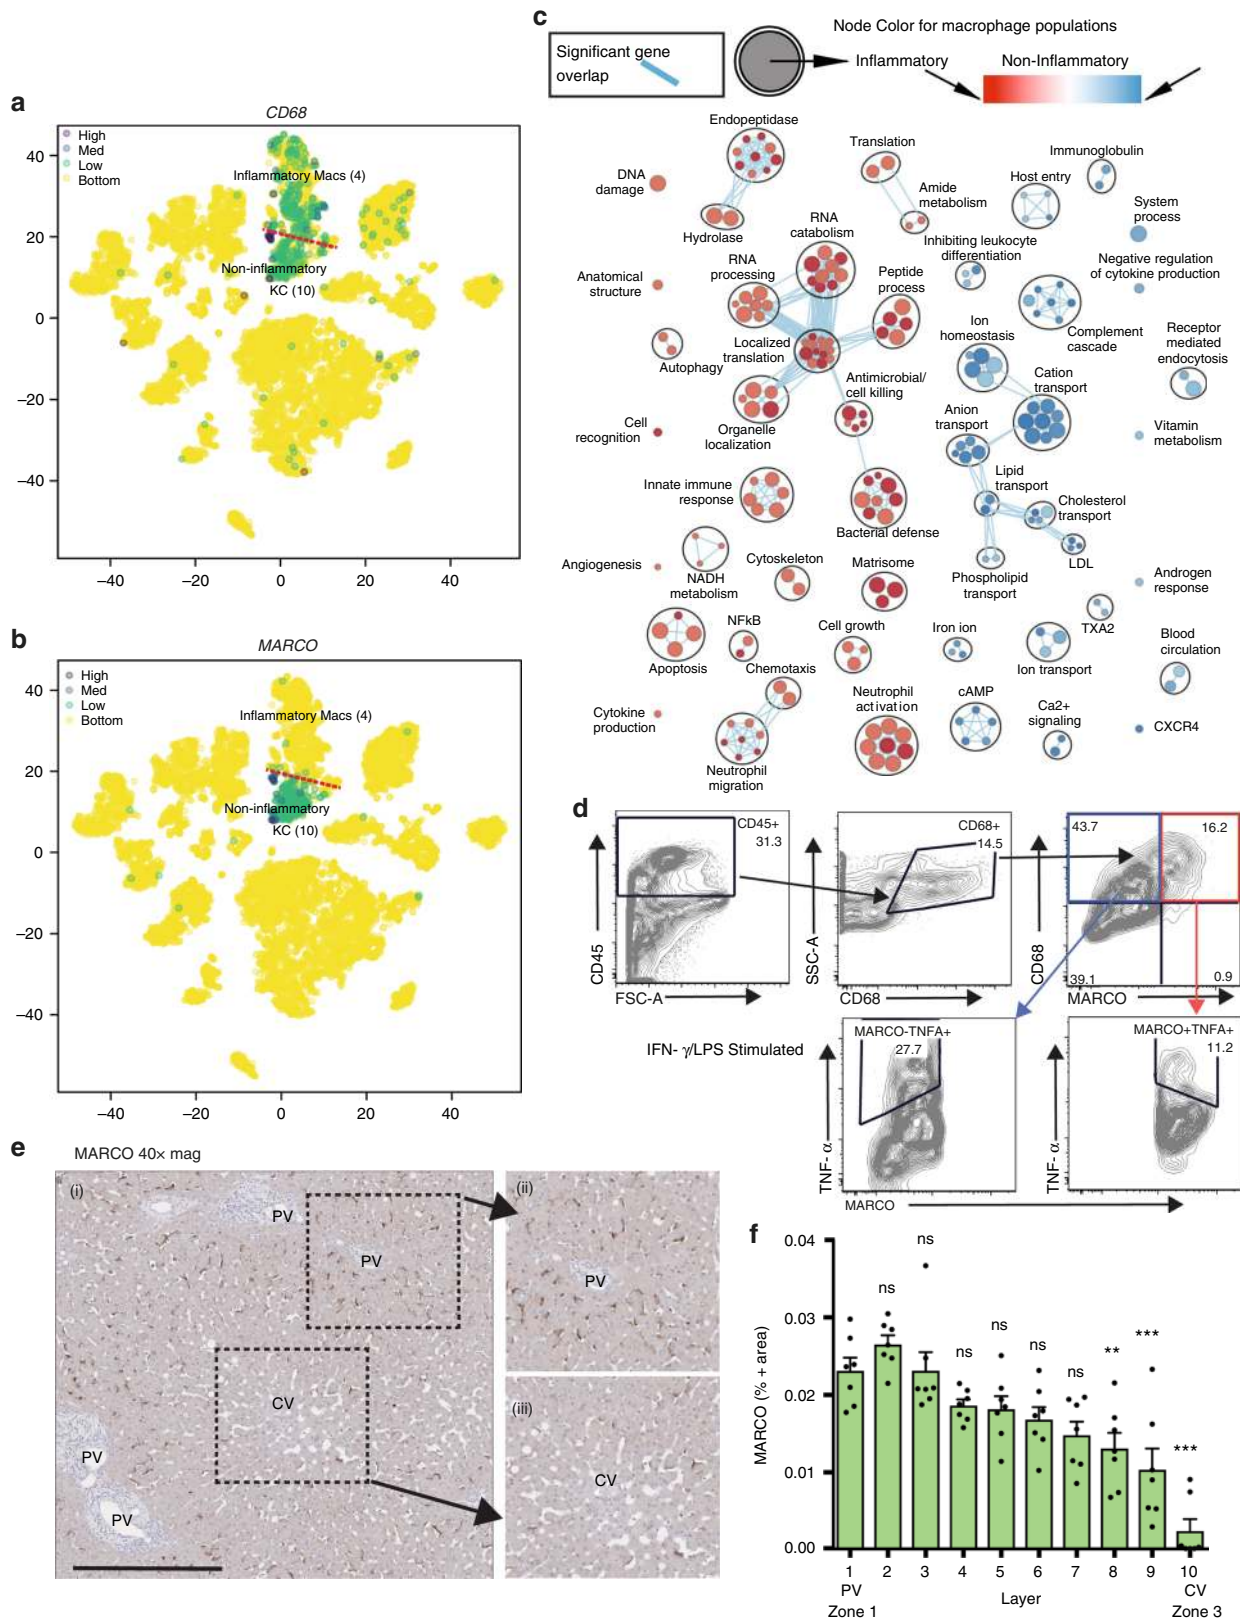 a
CD68
High
Med
Low
Bottom
Inflammatory Macs (4)
Non-inflammatory
KC (10)
40
20
0
−20
−40
−40
−20
0
20
40
b
MARCO
High
Med
Low
Bottom
Inflammatory Macs (4)
Non-inflammatory
KC (10)
40
20
0
−20
−40
−40
−20
0
20
40
c
Significant gene
overlap
Node Color for macrophage populations
Inflammatory
Non-Inflammatory
Endopeptidase
Translation
Immunoglobulin
DNA
damage
Amide
metabolism
Host entry
System
process
Hydrolase
RNA
catabolism
Inhibiting leukocyte
differentiation
Negative regulation
of cytokine production
Anatomical
structure
RNA
processing
Peptide
process
Ion
homeostasis
Complement
cascade
Receptor
mediated
endocytosis
Autophagy
Localized
translation
Antimicrobial/
cell killing
Cation
transport
Anion
transport
Cell
recognition
Organelle
localization
Vitamin
metabolism
Lipid
transport
Innate immune
response
Cholesterol
transport
Bacterial defense
LDL
Angiogenesis
NADH
metabolism
Cytoskeleton
Matrisome
Phospholipid
transport
Androgen
response
TXA2
NFkB
Cell growth
Iron ion
Blood
circulation
Apoptosis
Chemotaxis
Ion transport
Cytokine
production
Neutrophil
activation
cAMP
Ca2+
signaling
CXCR4
Neutrophil
migration
d
CD45+
31.3
CD45
FSC-A
CD68+
14.5
SSC-A
CD68
43.7
16.2
39.1
0.9
CD68
MARCO
IFN- γ/LPS Stimulated
MARCO-TNFA+
27.7
TNF- α
MARCO
MARCO+TNFA+
11.2
TNF- α
e
MARCO 40× mag
(i)
PV
PV
CV
PV
PV
(ii)
PV
(iii)
CV
f
0.04
0.03
0.02
0.01
0.00
MARCO (% + area)
ns
ns
ns
ns
ns
ns
**
***
***
1
2
3
4
5
6
7
8
9
10
PV
Zone 1
Layer
CV
Zone 3